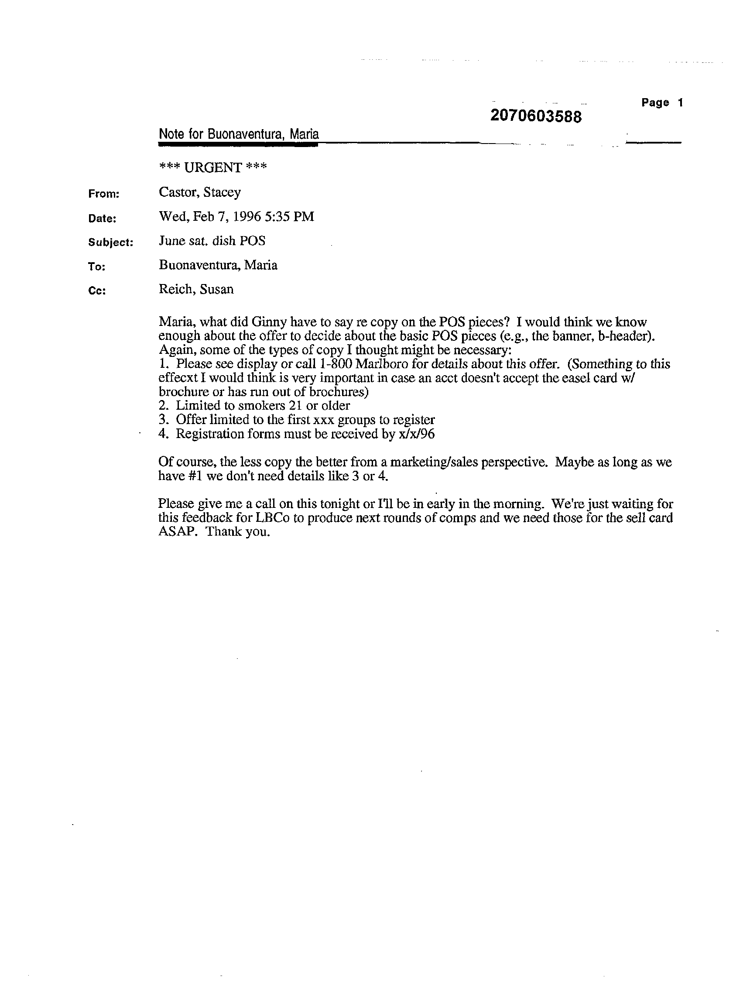 Page 1
2070603588
Note for Buonaventura, Maria
*** URGENT ***
From: Castor, Stacey
Date: Wed, Feb 7, 1996 5:35 PM
Subject: June sat. dish POS
To: Buonaventura, Maria
Cc: Reich, Susan
Maria, what did Ginny have to say re copy on the POS pieces? I would think we know
enough about the offer to decide about the basic POS pieces (e.g., the banner, b-header).
Again, some of the types of copy I thought might be necessary:
1. Please see display or call 1-800 Marlboro for details about this offer. (Something to this
effecxt I would think is very important in case an acct doesn't accept the easel card w/
brochure or has run out of brochures)
2. Limited to smokers 21 or older
3. Offer limited to the first xxx groups to register
4. Registration forms must be received by x/x/96
Of course, the less copy the better from a marketing/sales perspective. Maybe as long as we
have #1 we don't need details like 3 or 4.
Please give me a call on this tonight or I'll be in early in the morning. We're just waiting for
this feedback for LBCo to produce next rounds of comps and we need those for the sell card
ASAP. Thank you.